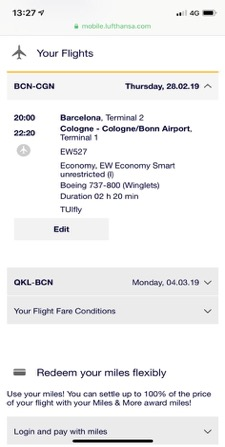 13:27
4G
mobile.lufthansa.com
Your Flights
BCN-CGN Thursday, 28.02.19
20:00 Barcelona, Terminal 2
22:20 Cologne - Cologne/Bonn Airport,
Terminal 1
EW527
Economy, EW Economy Smart
unrestricted (I)
Boeing 737-800 (Winglets)
Duration 02 h 20 min
TUIfly
Edit
QKL-BCN Monday, 04.03.19
Your Flight Fare Conditions
Redeem your miles flexibly
Use your miles! You can settle up to 100% of the price
of your flight with your Miles & More award miles!
Login and pay with miles